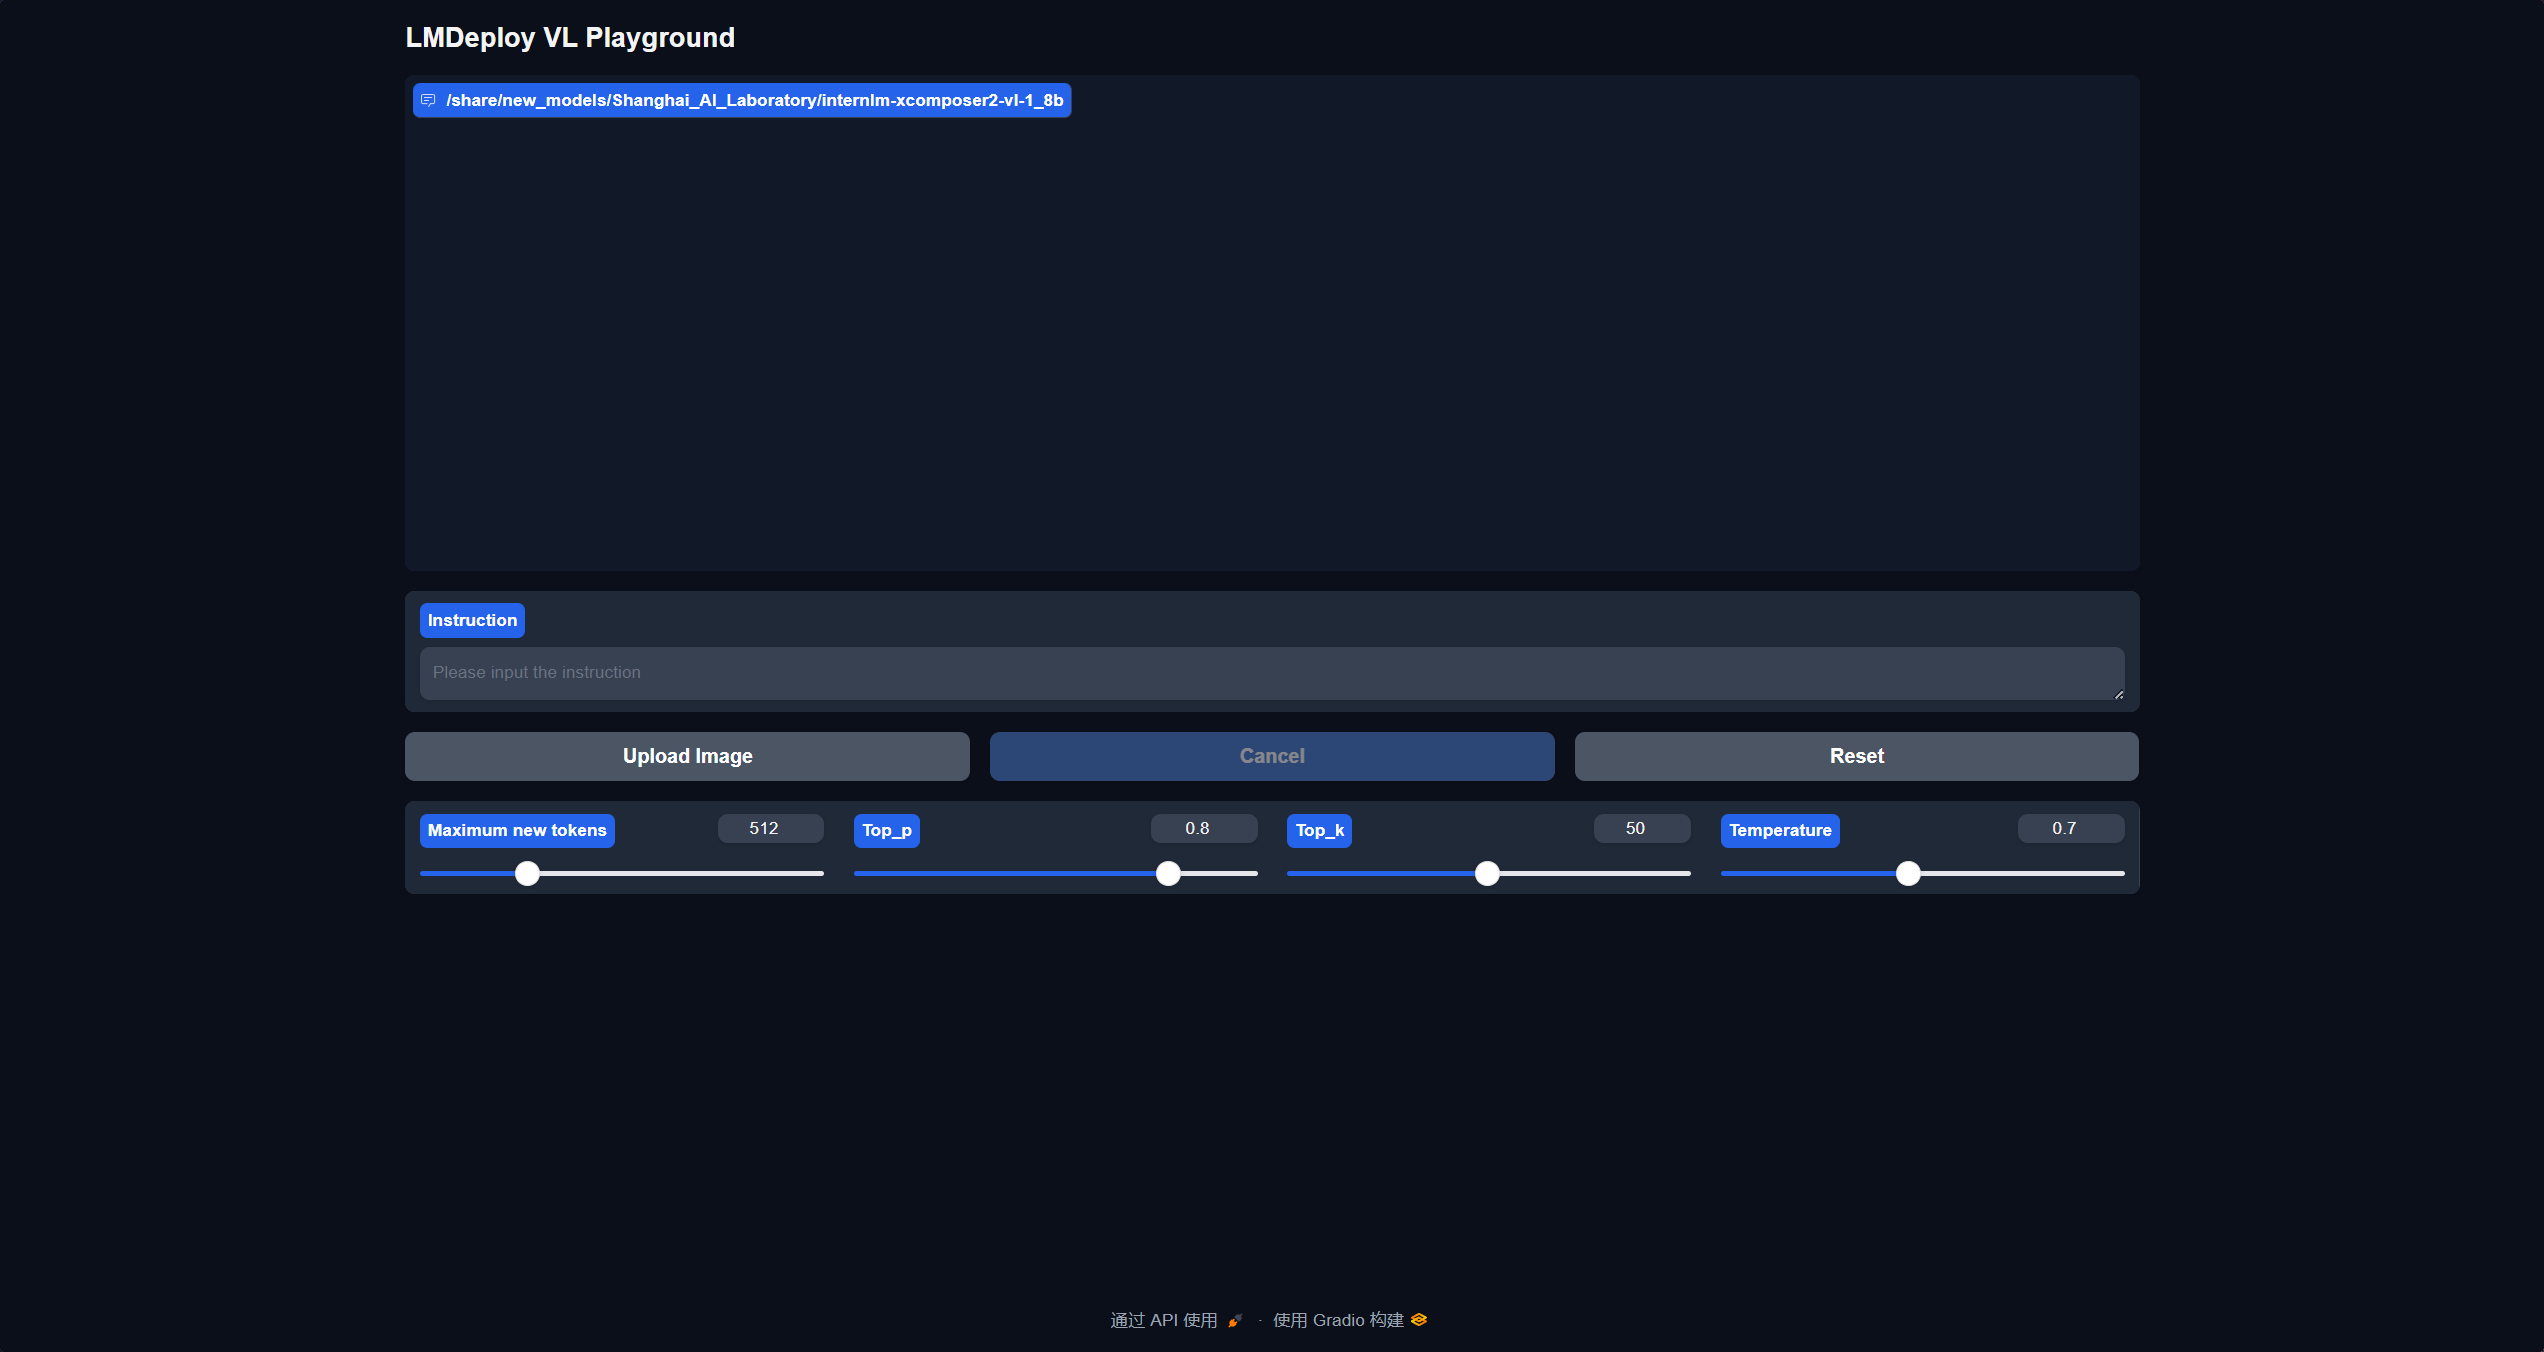 LMDeploy VL Playground
/share/new_models/Shanghai_AI_Laboratory/internlm-xcomposer2-vl-1_8b
Instruction
Please input the instruction
Upload Image Cancel Reset
Maximum new tokens 512 Top_p 0.8 Top_k 50 Temperature 0.7
通过 API 使用 · 使用 Gradio 构建